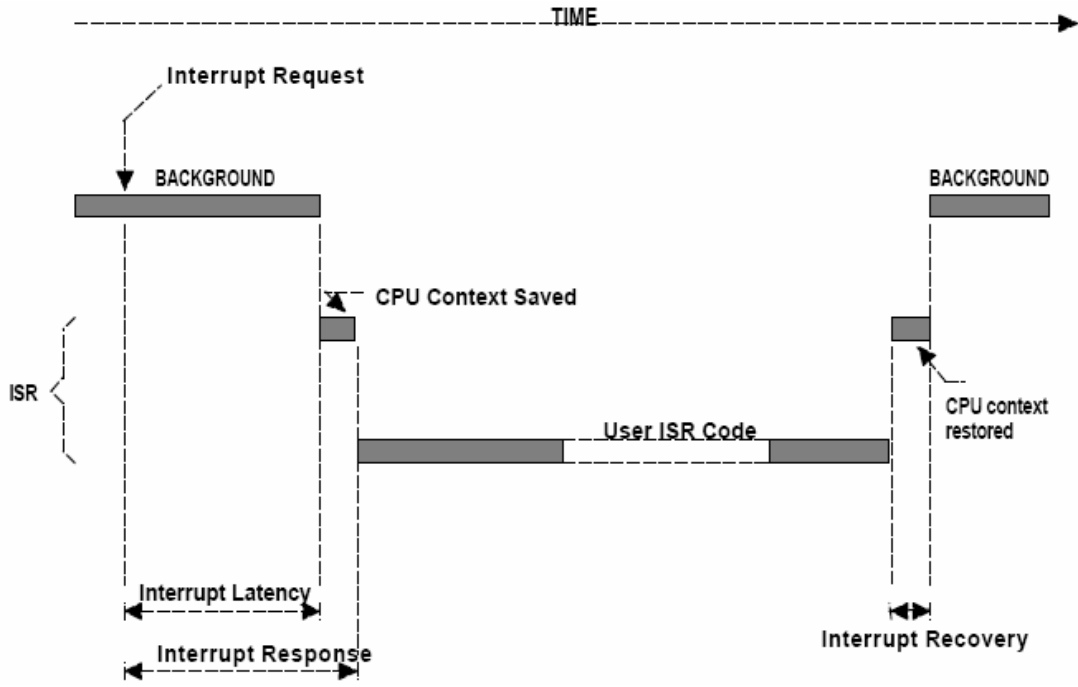 TIME
Interrupt Request
BACKGROUND
BACKGROUND
CPU Context Saved
ISR
CPU context
restored
User ISR Code
Interrupt Latency
Interrupt Recovery
Interrupt Response